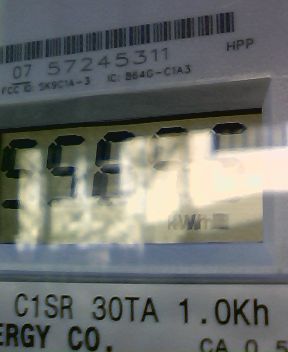 HPP
07 57245311
FCC ID: SK9C1A-3 IC: B64G-C1A3
kWh
C1SR 30TA 1.0Kh
ERGY CO. CA 0.5